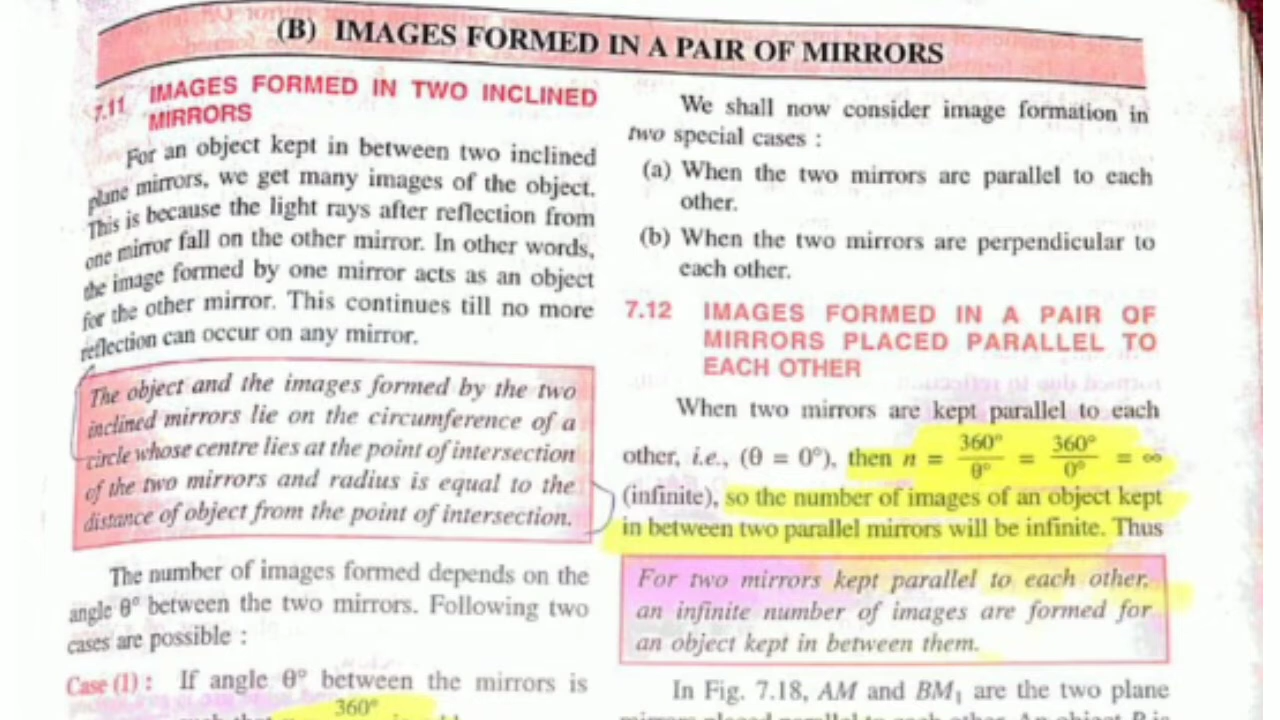 (B) IMAGES FORMED IN A PAIR OF MIRRORS
7.11 IMAGES FORMED IN TWO INCLINED
MIRRORS
For an object kept in between two inclined
plane mirrors, we get many images of the object.
This is because the light rays after reflection from
one mirror fall on the other mirror. In other words,
the image formed by one mirror acts as an object
for the other mirror. This continues till no more
reflection can occur on any mirror.
The object and the images formed by the two
inclined mirrors lie on the circumference of a
circle whose centre lies at the point of intersection
of the two mirrors and radius is equal to the
distance of object from the point of intersection.
The number of images formed depends on the
angle θ° between the two mirrors. Following two
cases are possible :
Case (1) : If angle θ° between the mirrors is
360°
We shall now consider image formation in
two special cases :
(a) When the two mirrors are parallel to each
other.
(b) When the two mirrors are perpendicular to
each other.
7.12 IMAGES FORMED IN A PAIR OF
MIRRORS PLACED PARALLEL TO
EACH OTHER
When two mirrors are kept parallel to each
other, i.e., (θ = 0°), then n = 360°/θ° = 360°/0° = ∞
(infinite), so the number of images of an object kept
in between two parallel mirrors will be infinite. Thus
For two mirrors kept parallel to each other,
an infinite number of images are formed for
an object kept in between them.
In Fig. 7.18, AM and BM₁ are the two plane